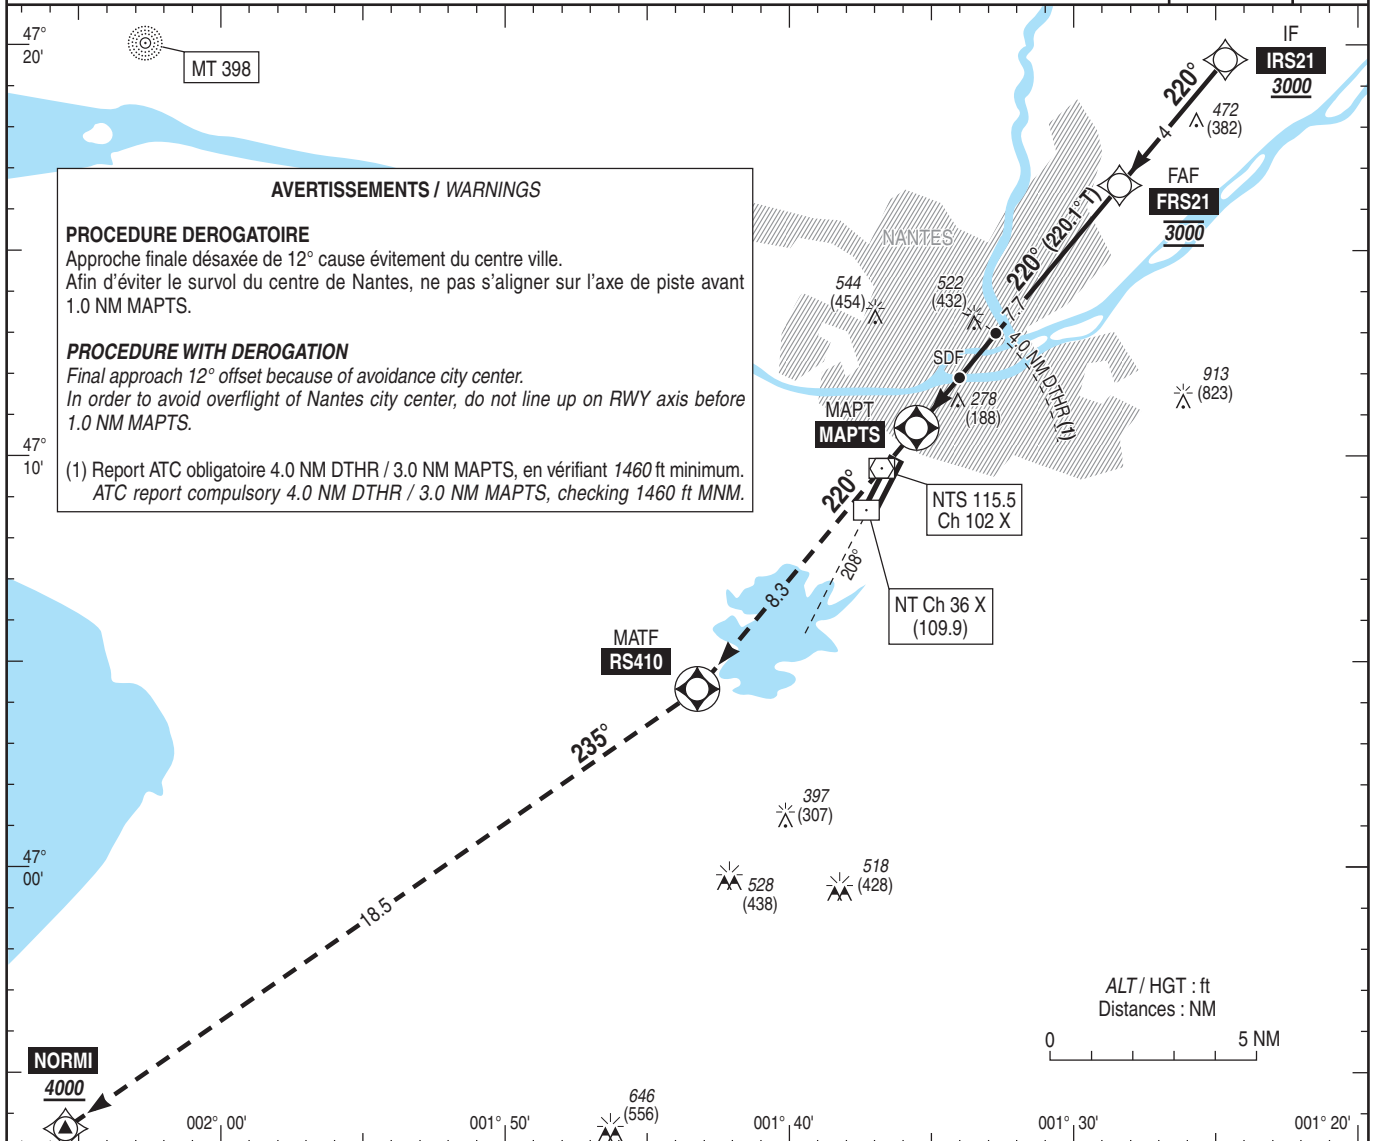 47°
20'
MT 398
IF
IRS21
3000
220°
4
472
(382)
FAF
FRS21
3000
220° (220.1° T)
7.7
AVERTISSEMENTS / WARNINGS
PROCEDURE DEROGATOIRE
Approche finale désaxée de 12° cause évitement du centre ville.
Afin d'éviter le survol du centre de Nantes, ne pas s'aligner sur l'axe de piste avant
1.0 NM MAPTS.
PROCEDURE WITH DEROGATION
Final approach 12° offset because of avoidance city center.
In order to avoid overflight of Nantes city center, do not line up on RWY axis before
1.0 NM MAPTS.
(1) Report ATC obligatoire 4.0 NM DTHR / 3.0 NM MAPTS, en vérifiant 1460 ft minimum.
ATC report compulsory 4.0 NM DTHR / 3.0 NM MAPTS, checking 1460 ft MNM.
NANTES
544
(454)
522
(432)
4.0 NM DTHR (1)
SDF
278
(188)
913
(823)
MAPT
MAPTS
47°
10'
220°
NTS 115.5
Ch 102 X
208°
NT Ch 36 X
(109.9)
8.3
MATF
RS410
235°
397
(307)
47°
00'
528
(438)
518
(428)
18.5
ALT / HGT : ft
Distances : NM
0 5 NM
NORMI
4000
646
(556)
002° 00'
001° 50'
001° 40'
001° 30'
001° 20'